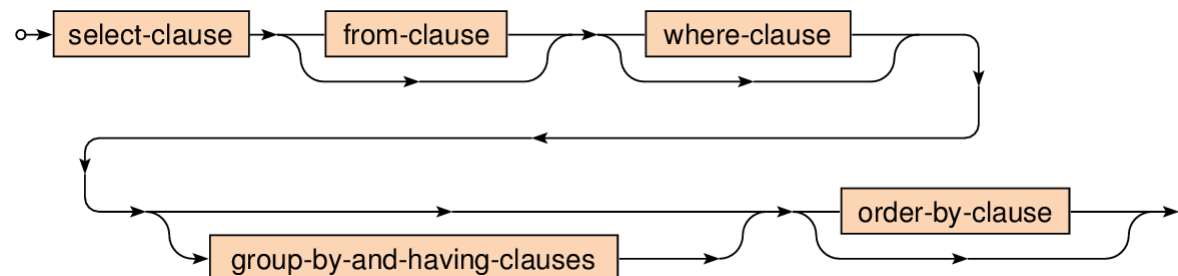 select-clause from-clause where-clause
order-by-clause
group-by-and-having-clauses